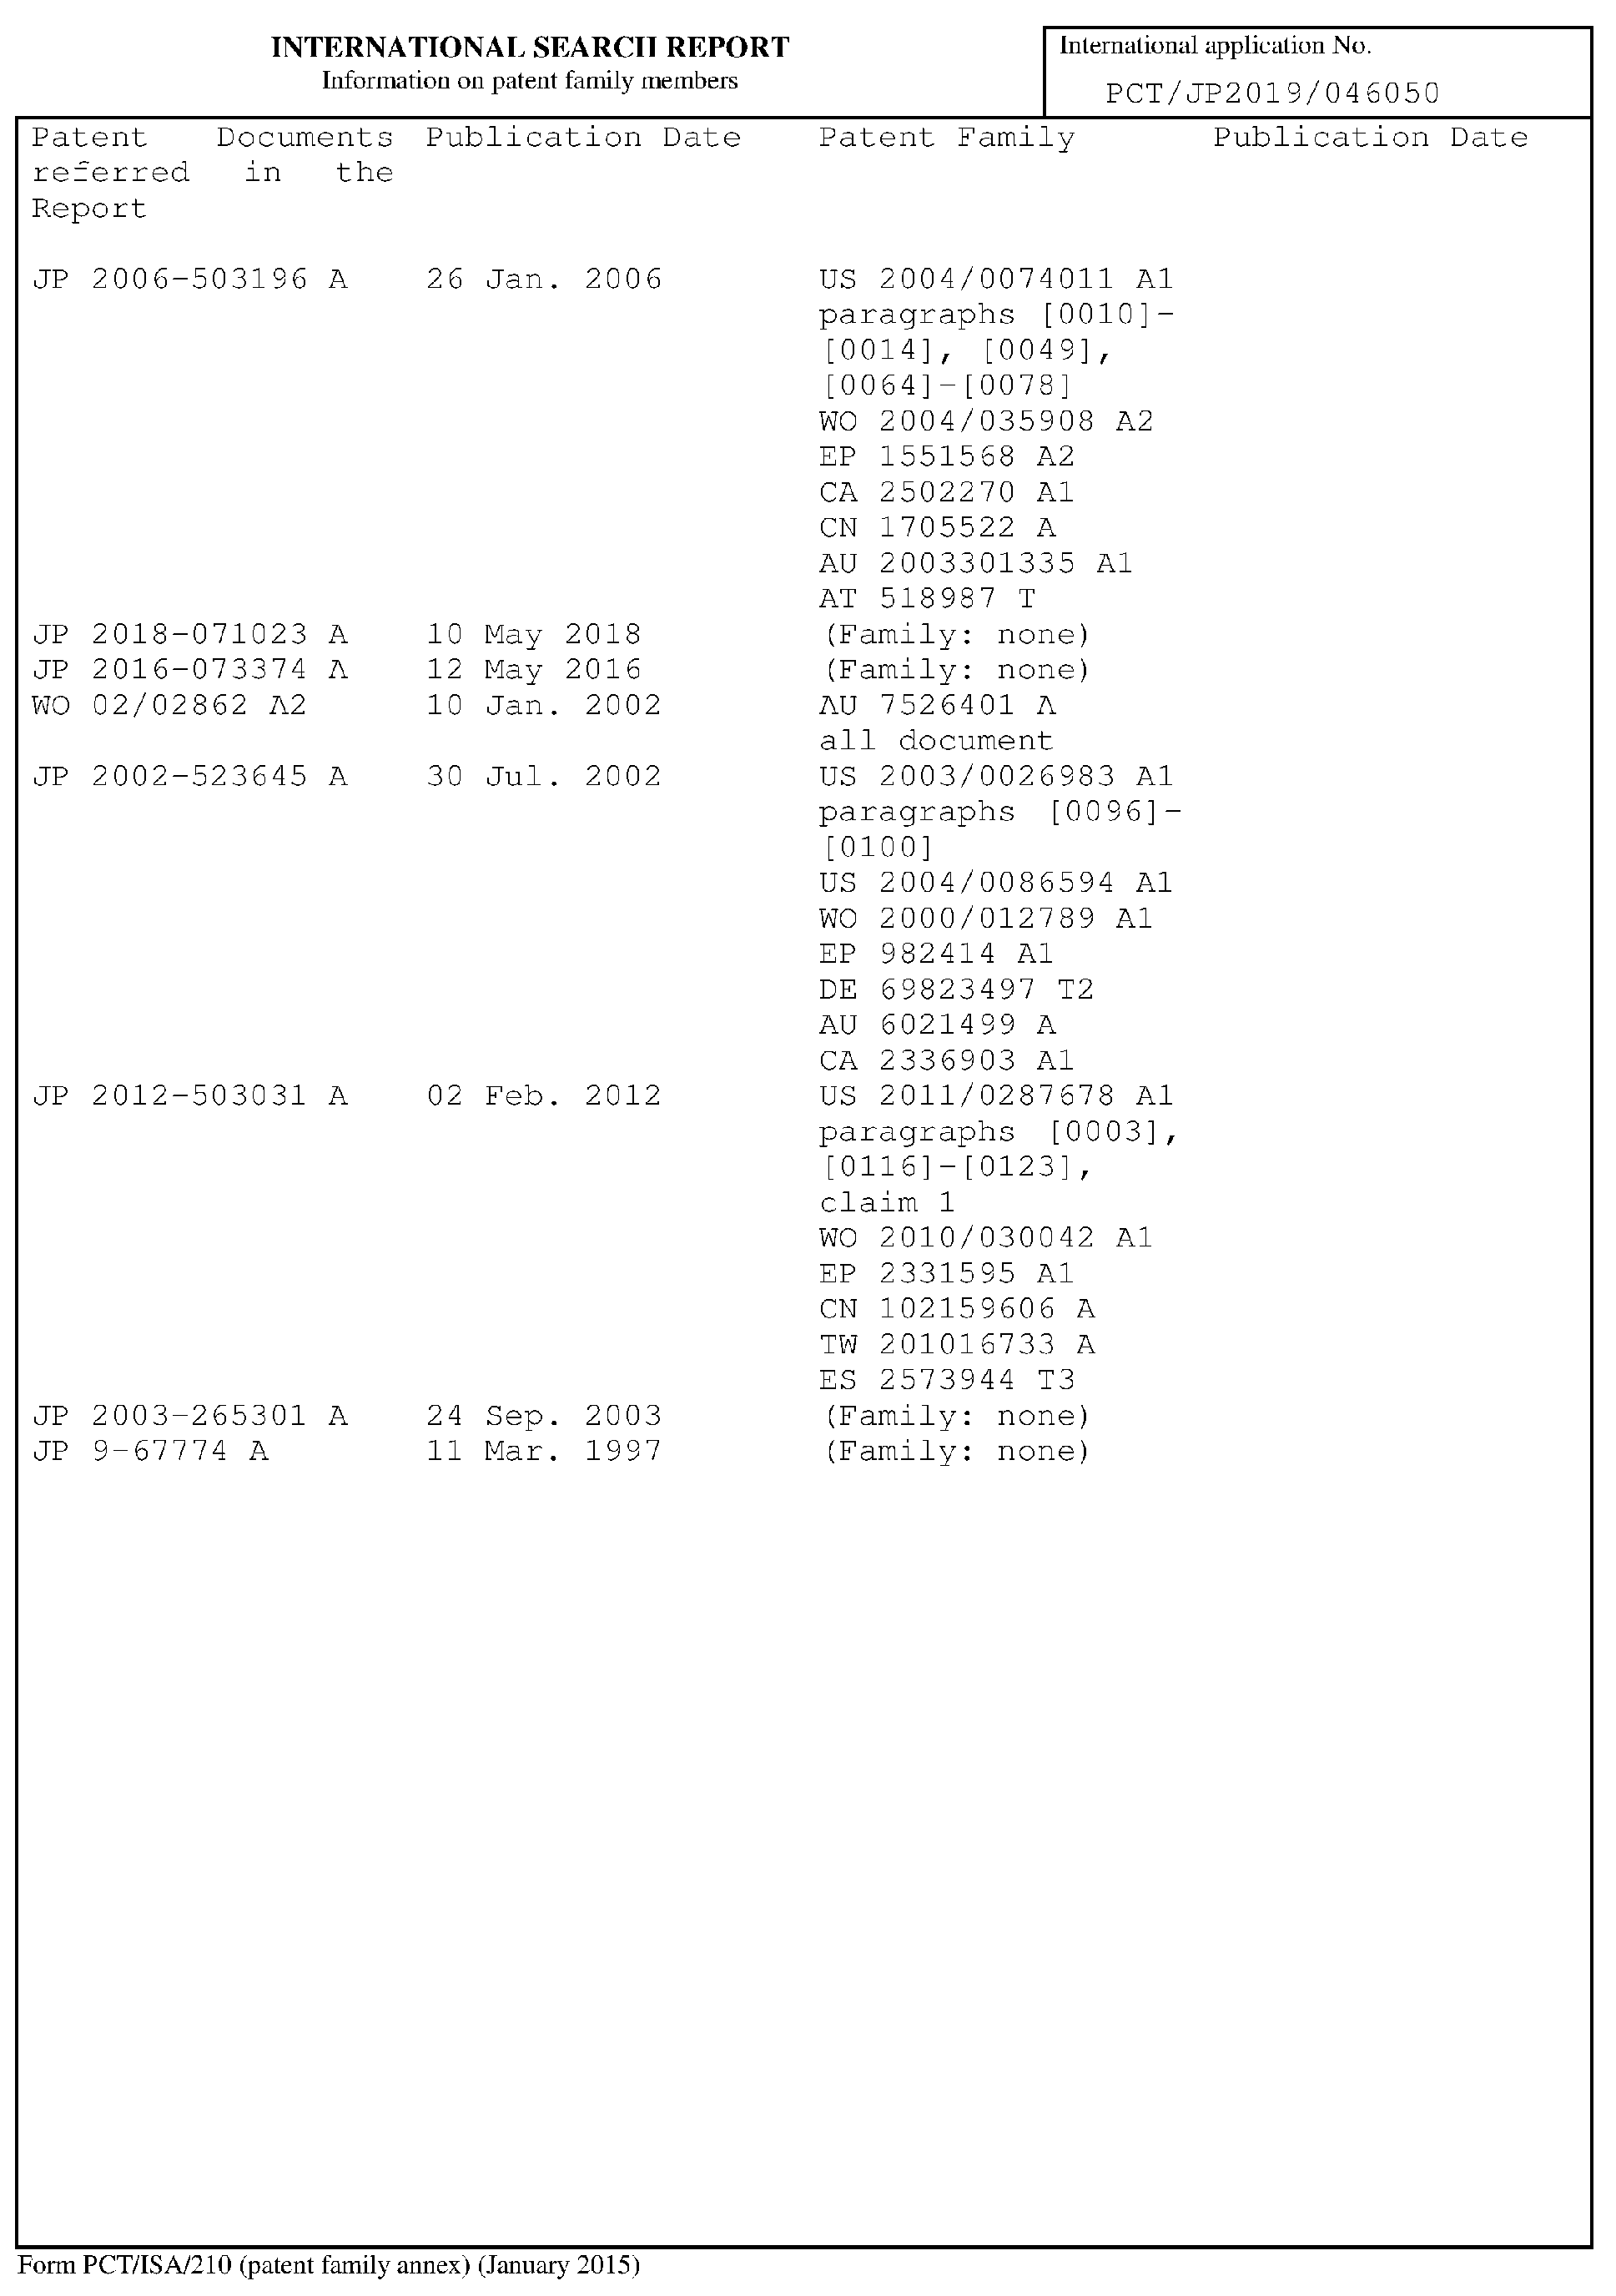 INTERNATIONAL SEARCH REPORT
Information on patent family members
International application No.
PCT/JP2019/046050
Patent Documents Publication Date Patent Family Publication Date
referred in the
Report
JP 2006-503196 A 26 Jan. 2006 US 2004/0074011 A1
paragraphs [0010]-
[0014], [0049],
[0064]-[0078]
WO 2004/035908 A2
EP 1551568 A2
CA 2502270 A1
CN 1705522 A
AU 2003301335 A1
AT 518987 T
JP 2018-071023 A 10 May 2018 (Family: none)
JP 2016-073374 A 12 May 2016 (Family: none)
WO 02/02862 A2 10 Jan. 2002 AU 7526401 A
all document
JP 2002-523645 A 30 Jul. 2002 US 2003/0026983 A1
paragraphs [0096]-
[0100]
US 2004/0086594 A1
WO 2000/012789 A1
EP 982414 A1
DE 69823497 T2
AU 6021499 A
CA 2336903 A1
JP 2012-503031 A 02 Feb. 2012 US 2011/0287678 A1
paragraphs [0003],
[0116]-[0123],
claim 1
WO 2010/030042 A1
EP 2331595 A1
CN 102159606 A
TW 201016733 A
ES 2573944 T3
JP 2003-265301 A 24 Sep. 2003 (Family: none)
JP 9-67774 A 11 Mar. 1997 (Family: none)
Form PCT/ISA/210 (patent family annex) (January 2015)